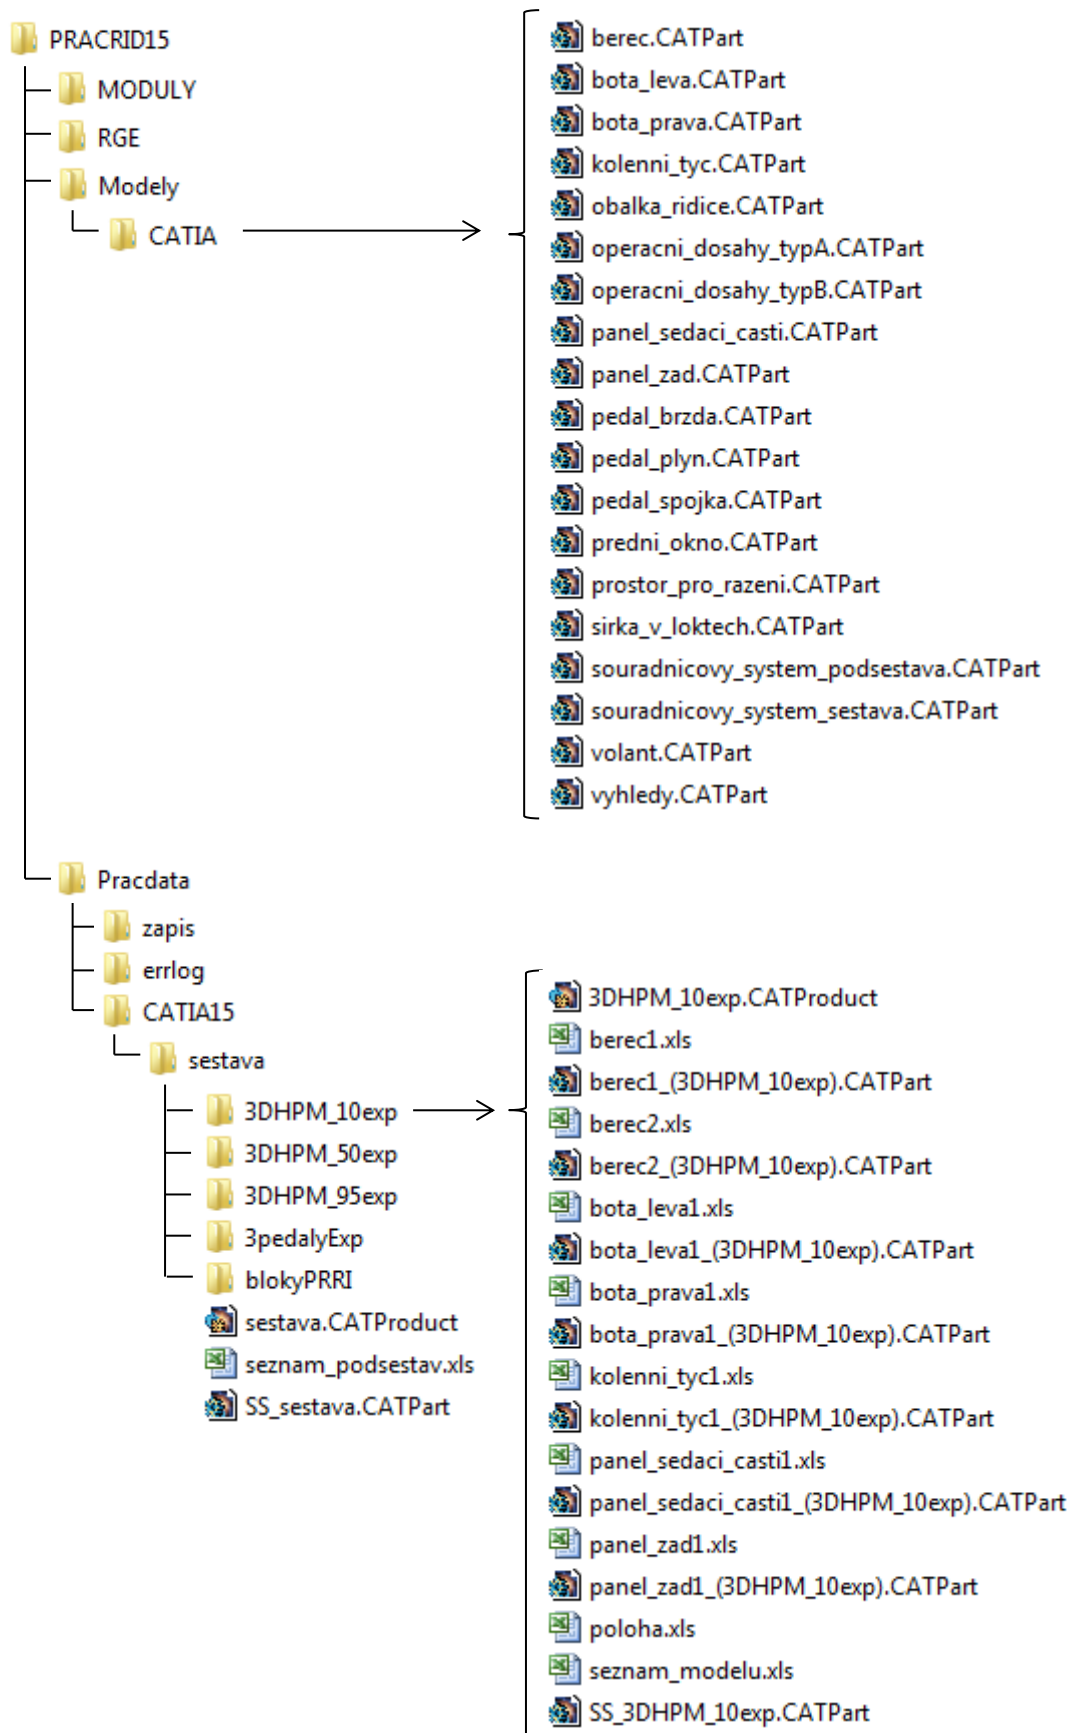 PRACRID15
MODULY
RGE
Modely
CATIA
berec.CATPart
bota_leva.CATPart
bota_prava.CATPart
kolenni_tyc.CATPart
obalka_ridice.CATPart
operacni_dosahy_typA.CATPart
operacni_dosahy_typB.CATPart
panel_sedaci_casti.CATPart
panel_zad.CATPart
pedal_brzda.CATPart
pedal_plyn.CATPart
pedal_spojka.CATPart
predni_okno.CATPart
prostor_pro_razeni.CATPart
sirka_v_loktech.CATPart
souradnicovy_system_podsestava.CATPart
souradnicovy_system_sestava.CATPart
volant.CATPart
vyhledy.CATPart
Pracdata
zapis
errlog
CATIA15
sestava
3DHPM_10exp
3DHPM_50exp
3DHPM_95exp
3pedalyExp
blokyPRRI
sestava.CATProduct
seznam_podsestav.xls
SS_sestava.CATPart
3DHPM_10exp.CATProduct
berec1.xls
berec1_(3DHPM_10exp).CATPart
berec2.xls
berec2_(3DHPM_10exp).CATPart
bota_leva1.xls
bota_leva1_(3DHPM_10exp).CATPart
bota_prava1.xls
bota_prava1_(3DHPM_10exp).CATPart
kolenni_tyc1.xls
kolenni_tyc1_(3DHPM_10exp).CATPart
panel_sedaci_casti1.xls
panel_sedaci_casti1_(3DHPM_10exp).CATPart
panel_zad1.xls
panel_zad1_(3DHPM_10exp).CATPart
poloha.xls
seznam_modelu.xls
SS_3DHPM_10exp.CATPart